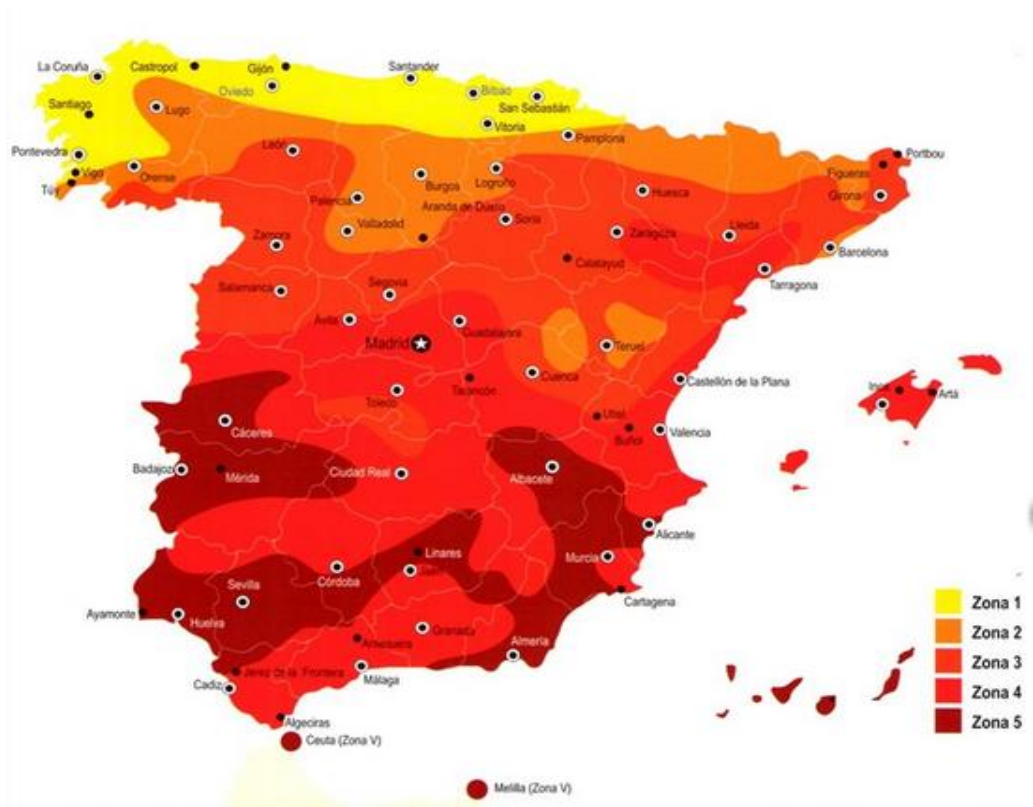 La Coruña
Castropol
Gijón
Santander
Oviedo
Bilbao
Santiago
Lugo
San Sebastián
Vitoria
Pamplona
Pontevedra
León
Portbou
Vigo
Orense
Burgos
Logroño
Figueras
Túy
Palencia
Huesca
Girona
Aranda de Duero
Soria
Valladolid
Zaragoza
Lleida
Zamora
Barcelona
Calatayud
Tarragona
Segovia
Salamanca
Avila
Guadalajara
Madrid
Teruel
Cuenca
Tarancón
Castellón de la Plana
Toledo
Inca
Artá
Cáceres
Utiel
Buñol
Valencia
Badajoz
Mérida
Ciudad Real
Albacete
Alicante
Linares
Murcia
Córdoba
Jaén
Sevilla
Cartagena
Ayamonte
Huelva
Granada
Antequera
Almería
Jerez de la Frontera
Málaga
Cadiz
Algeciras
Ceuta (Zona V)
Melilla (Zona V)
Zona 1
Zona 2
Zona 3
Zona 4
Zona 5